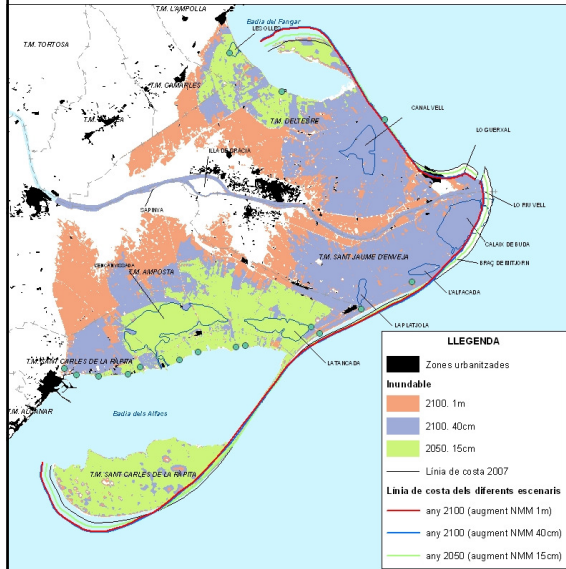 T.M. L'AMPOLLA
Badia del Fangar
LES OLLES
T.M. TORTOSA
T.M. CAMARLES
CANAL VELL
T.M. DELTEBRE
LO GUERXAL
ILLA DE GRÀCIA
LO RIU VELL
SAPINYA
CALAIX DE BUDA
T.M. SANT JAUME D'ENVEJA
BRAÇ DE MITJORN
T.M. AMPOSTA
L'ALFACADA
LA PLATJOLA
LA TANCADA
T.M. SANT CARLES DE LA RÀPITA
T.M. ALCANAR
Badia dels Alfacs
T.M. SANT CARLES DE LA RÀPITA
LLEGENDA
Zones urbanitzades
Inundable
2100. 1m
2100. 40cm
2050. 15cm
Línia de costa 2007
Línia de costa dels diferents escenaris
any 2100 (augment NMM 1m)
any 2100 (augment NMM 40cm)
any 2050 (augment NMM 15cm)